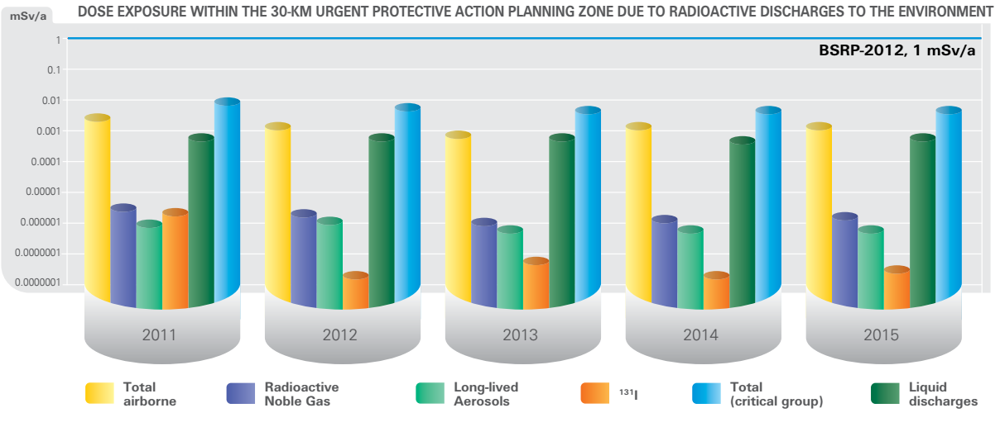 DOSE EXPOSURE WITHIN THE 30-KM URGENT PROTECTIVE ACTION PLANNING ZONE DUE TO RADIOACTIVE DISCHARGES TO THE ENVIRONMENT
mSv/a
1
BSRP-2012, 1 mSv/a
0.1
0.01
0.001
0.0001
0.00001
0.000001
0.0000001
0.0000001
2011
2012
2013
2014
2015
Total
airborne
Radioactive
Noble Gas
Long-lived
Aerosols
¹³¹I
Total
(critical group)
Liquid
discharges